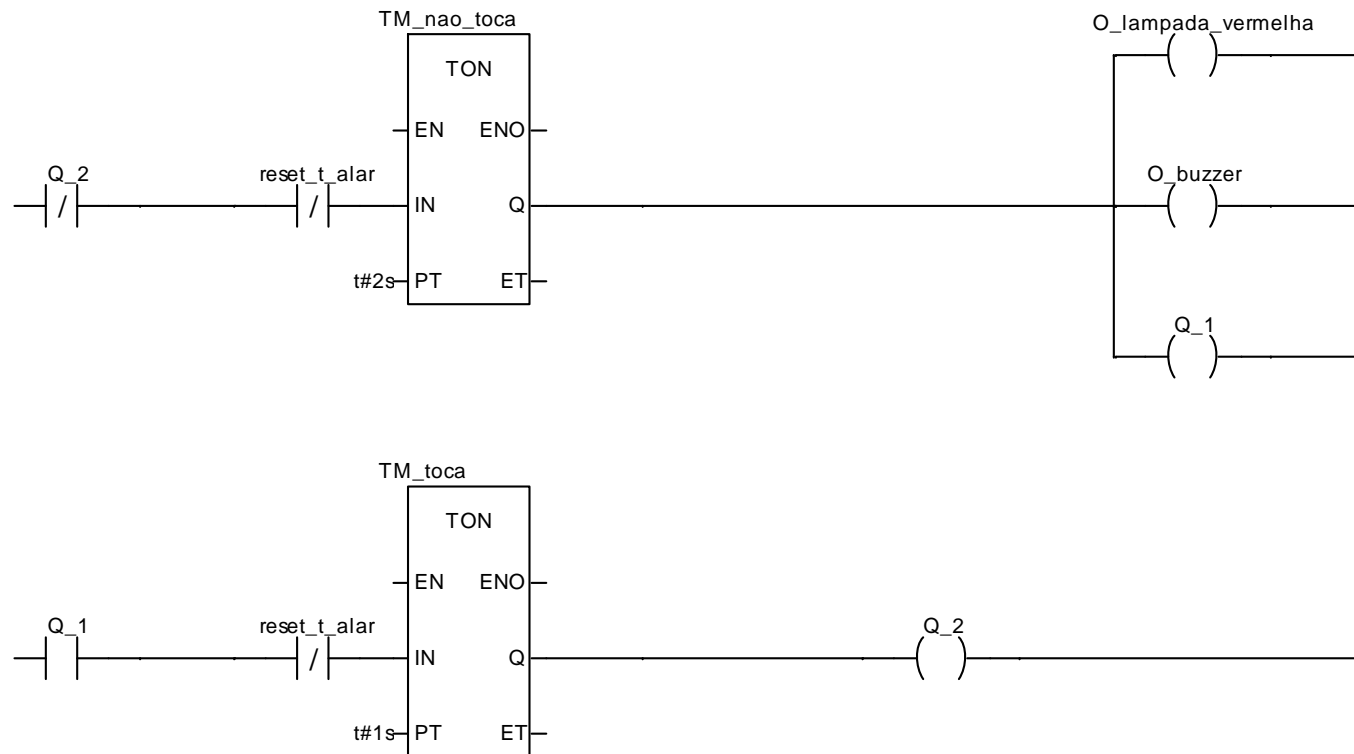 TM_nao_toca
O_lampada_vermelha
TON
EN ENO
Q_2 reset_t_alar O_buzzer
/ / IN Q
t#2s PT ET
Q_1
TM_toca
TON
EN ENO
Q_1 reset_t_alar Q_2
/ IN Q
t#1s PT ET